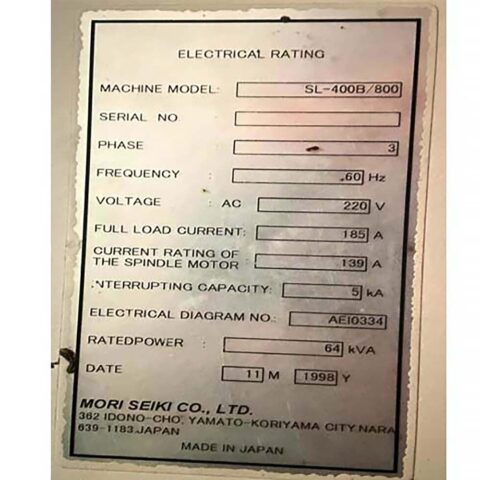 ELECTRICAL RATING
MACHINE MODEL: SL-400B/800
SERIAL NO
PHASE 3
FREQUENCY : 60 Hz
VOLTAGE : AC 220 V
FULL LOAD CURRENT: 185 A
CURRENT RATING OF
THE SPINDLE MOTOR : 139 A
INTERRUPTING CAPACITY: 5 kA
ELECTRICAL DIAGRAM NO.: AEI0334
RATEDPOWER : 64 kVA
DATE : 11 M 1998 Y
MORI SEIKI CO., LTD.
362 IDONO-CHO, YAMATO-KORIYAMA CITY, NARA
639-1183.JAPAN
MADE IN JAPAN